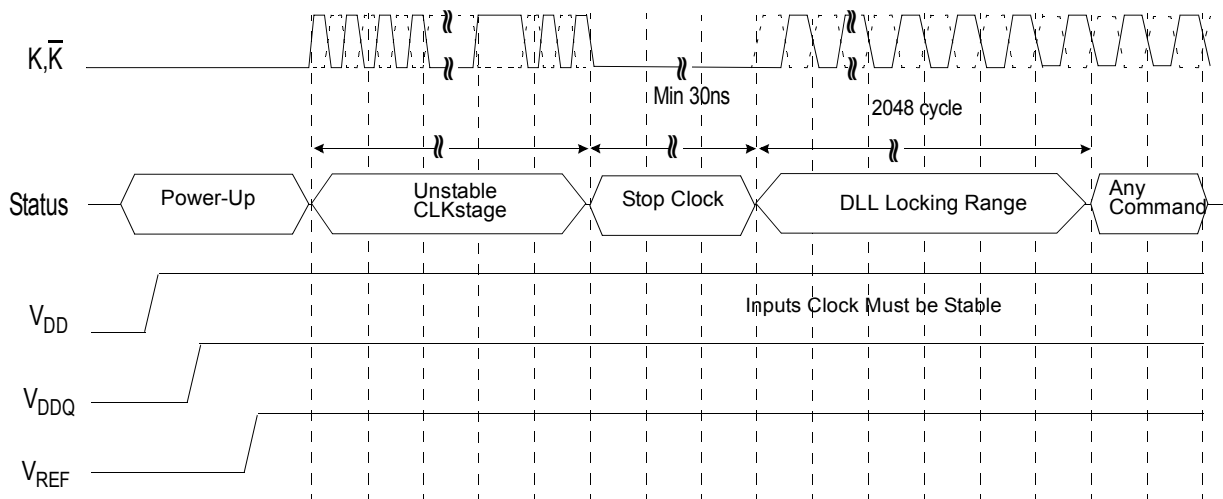 K,K̅
Min 30ns
2048 cycle
Status
Power-Up
Unstable
CLKstage
Stop Clock
DLL Locking Range
Any
Command
VDD
Inputs Clock Must be Stable
VDDQ
VREF